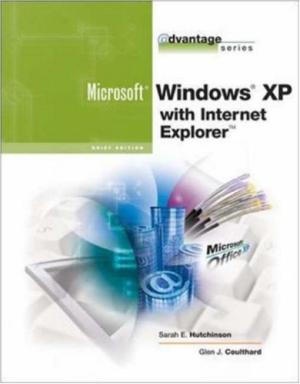 @dvantage
series
Microsoft® Windows® XP
with Internet
Explorer™
BRIEF EDITION
Microsoft
Office XP
Sarah E. Hutchinson
Glen J. Coulthard